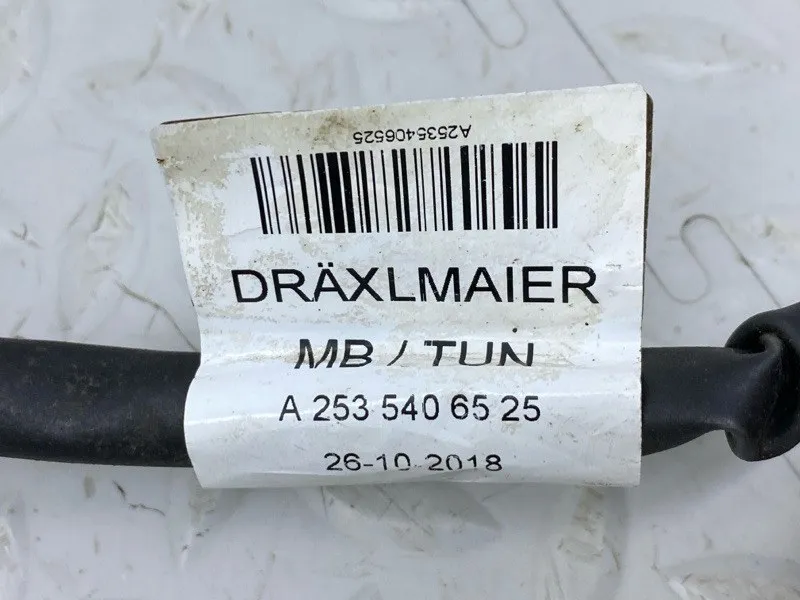 A2535406525
DRÄXLMAIER
MB / TUN
A 253 540 65 25
26-10-2018